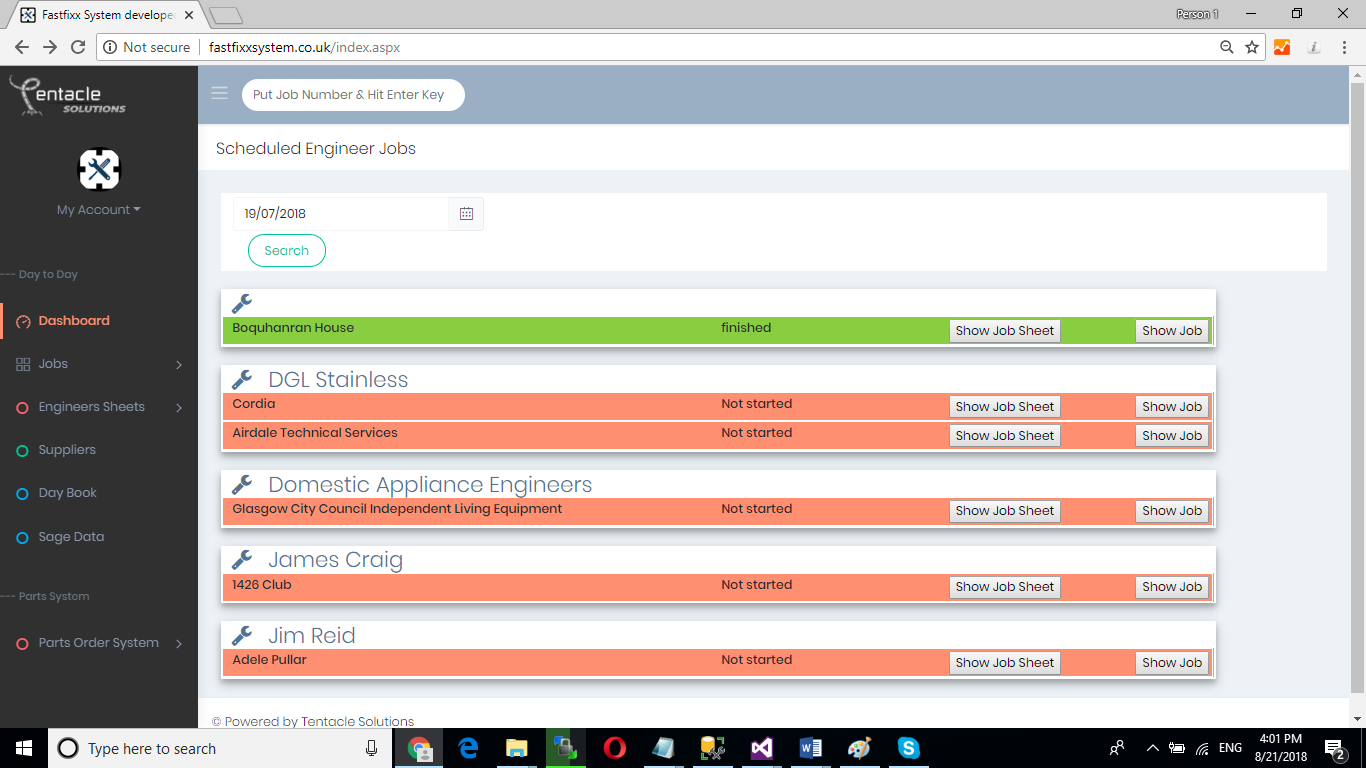 Fastfixx System develope
Person 1
Not secure
fastfixxsystem.co.uk/index.aspx
entacle
SOLUTIONS
Put Job Number & Hit Enter Key
Scheduled Engineer Jobs
My Account
19/07/2018
Search
--- Day to Day
Dashboard
Jobs
Engineers Sheets
Suppliers
Day Book
Sage Data
--- Parts System
Parts Order System
Boquhanran House finished Show Job Sheet Show Job
DGL Stainless
Cordia Not started Show Job Sheet Show Job
Airdale Technical Services Not started Show Job Sheet Show Job
Domestic Appliance Engineers
Glasgow City Council Independent Living Equipment Not started Show Job Sheet Show Job
James Craig
1426 Club Not started Show Job Sheet Show Job
Jim Reid
Adele Pullar Not started Show Job Sheet Show Job
© Powered by Tentacle Solutions
Type here to search
ENG
4:01 PM
8/21/2018
2